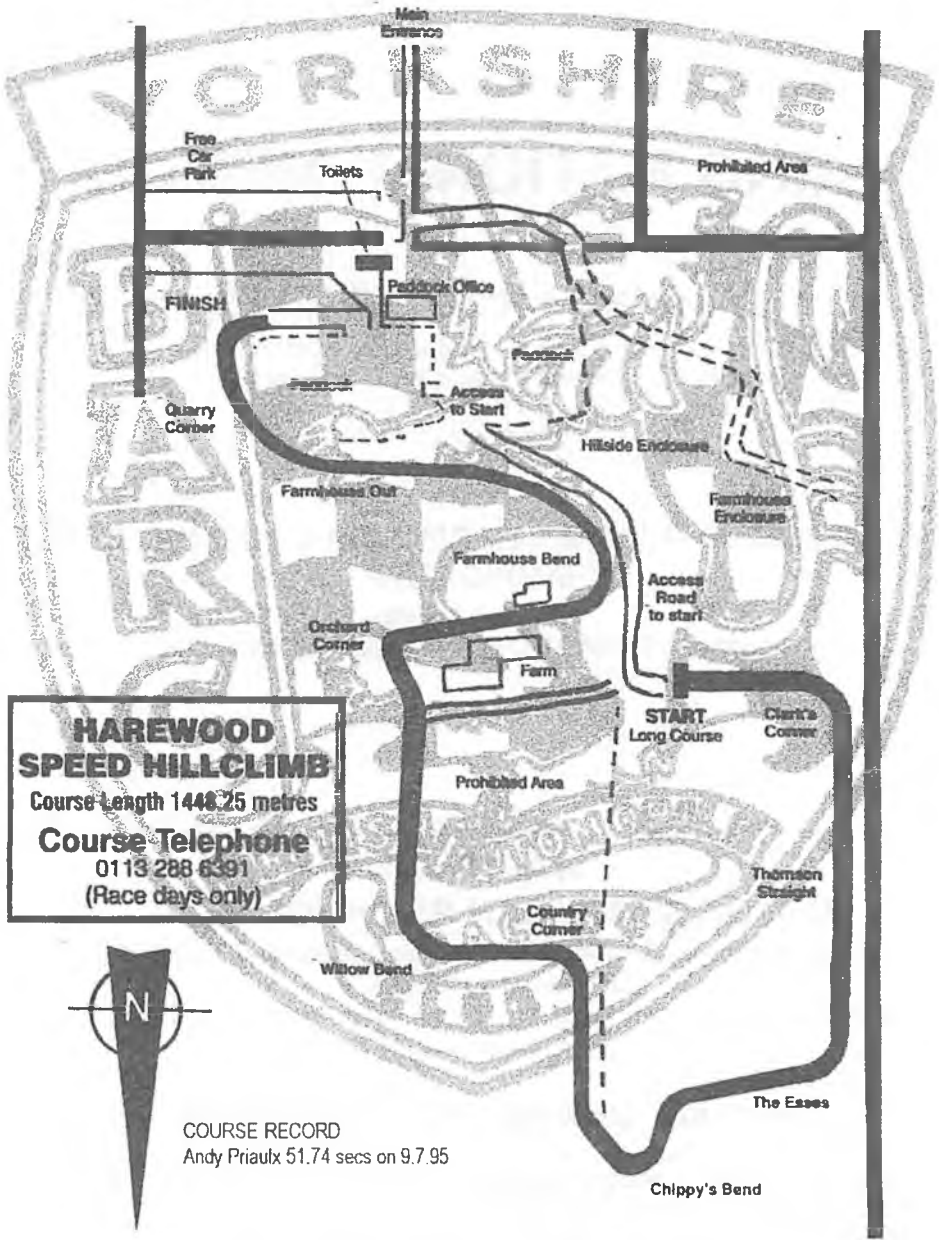 Main
Entrance
YORKSHIRE
Free
Car
Park
Toilets
Prohibited Area
FINISH
Paddock Office
Paddock
Paddock
Access
to Start
Quarry
Corner
Hillside Enclosure
Farmhouse Out
Farmhouse
Enclosure
Farmhouse Bend
Access
Road
to start
Orchard
Corner
Farm
START
Long Course
Clark's
Corner
HAREWOOD
SPEED HILLCLIMB
Course Length 1448.25 metres
Course Telephone
0113 288 6391
(Race days only)
Prohibited Area
Thomson
Straight
Country
Corner
Willow Bend
N
The Esses
COURSE RECORD
Andy Priaulx 51.74 secs on 9.7.95
Chippy's Bend
BARC